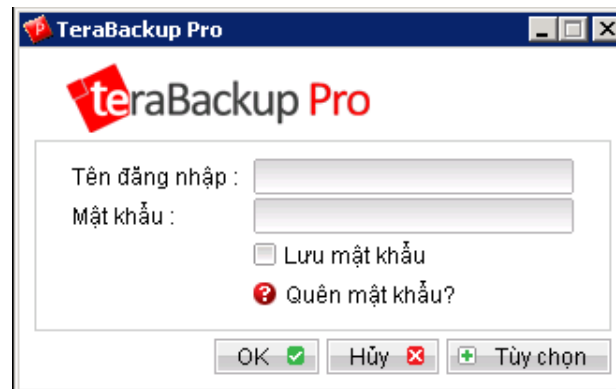 TeraBackup Pro
teraBackup Pro
Tên đăng nhập :
Mật khẩu :
Lưu mật khẩu
Quên mật khẩu?
OK Hủy Tùy chọn